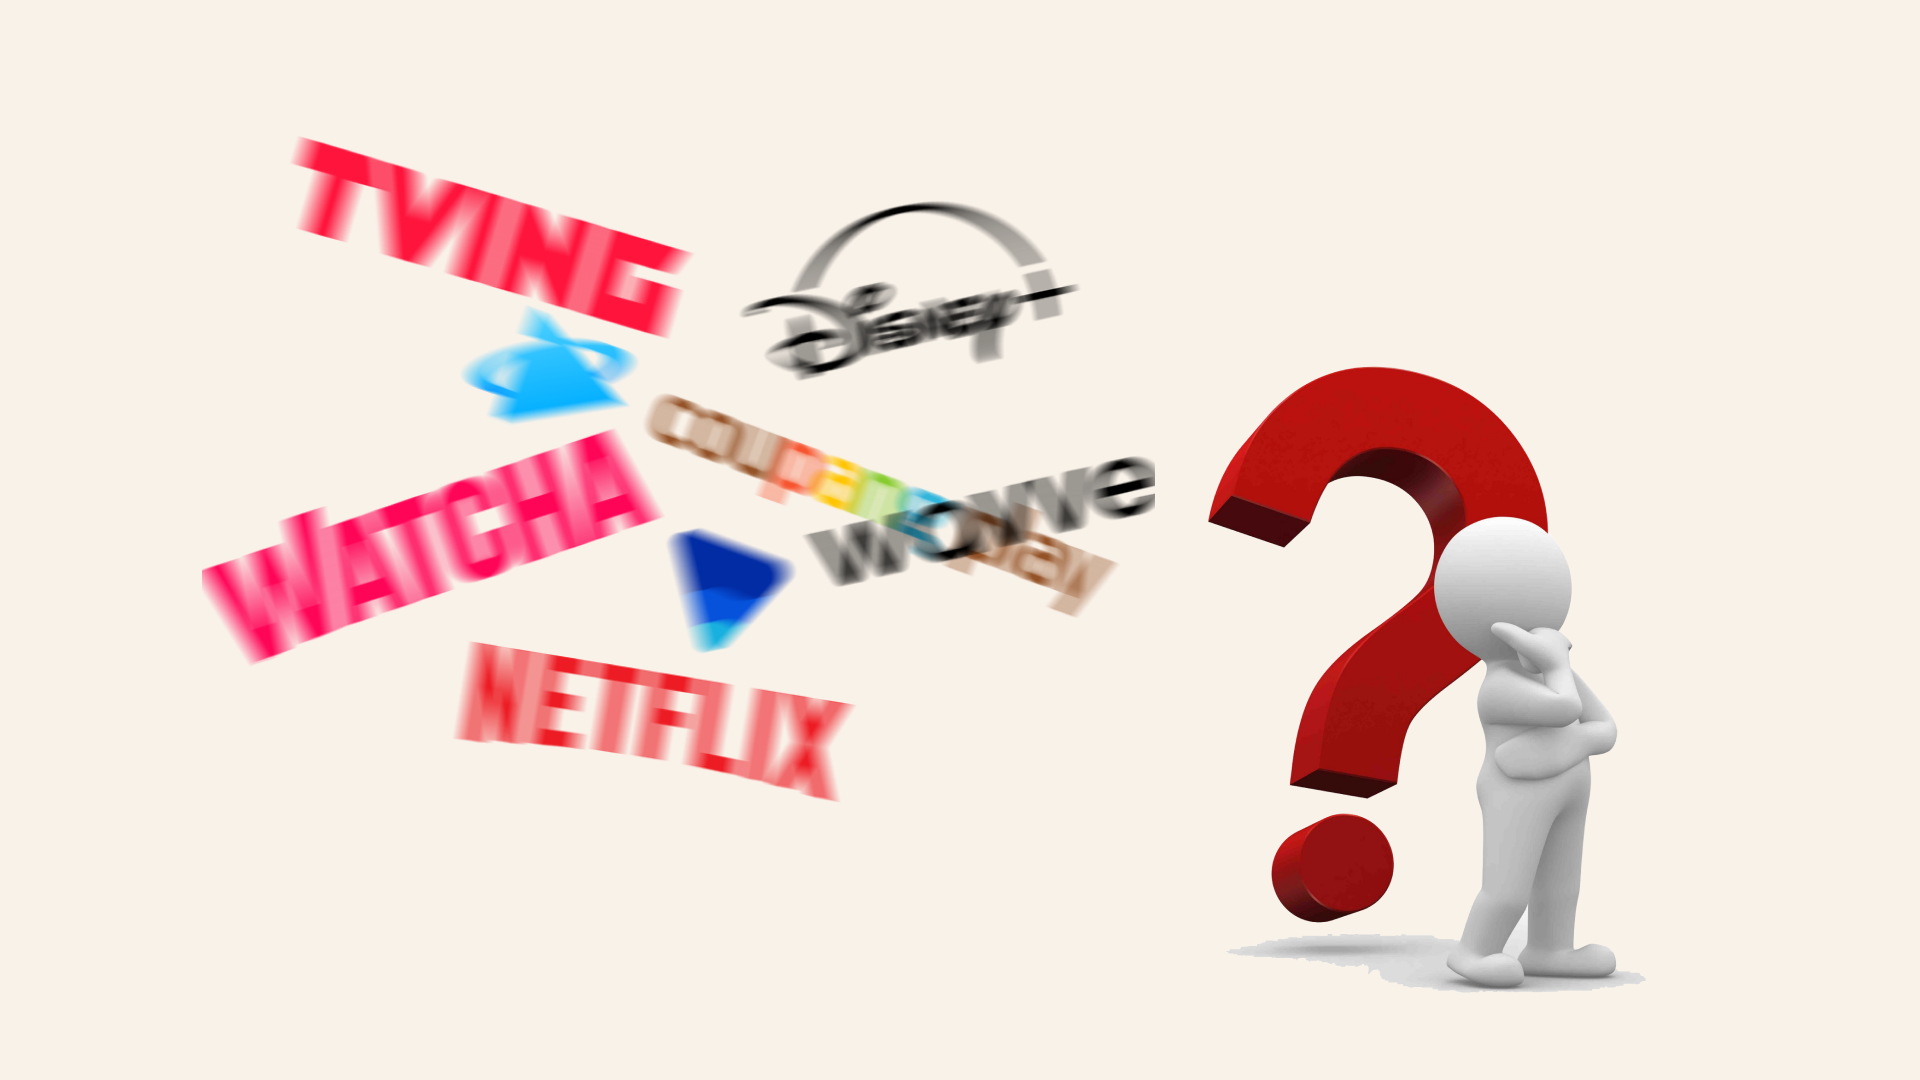 TVING
Disney+
coupang play
WATCHA
wavve
NETFLIX